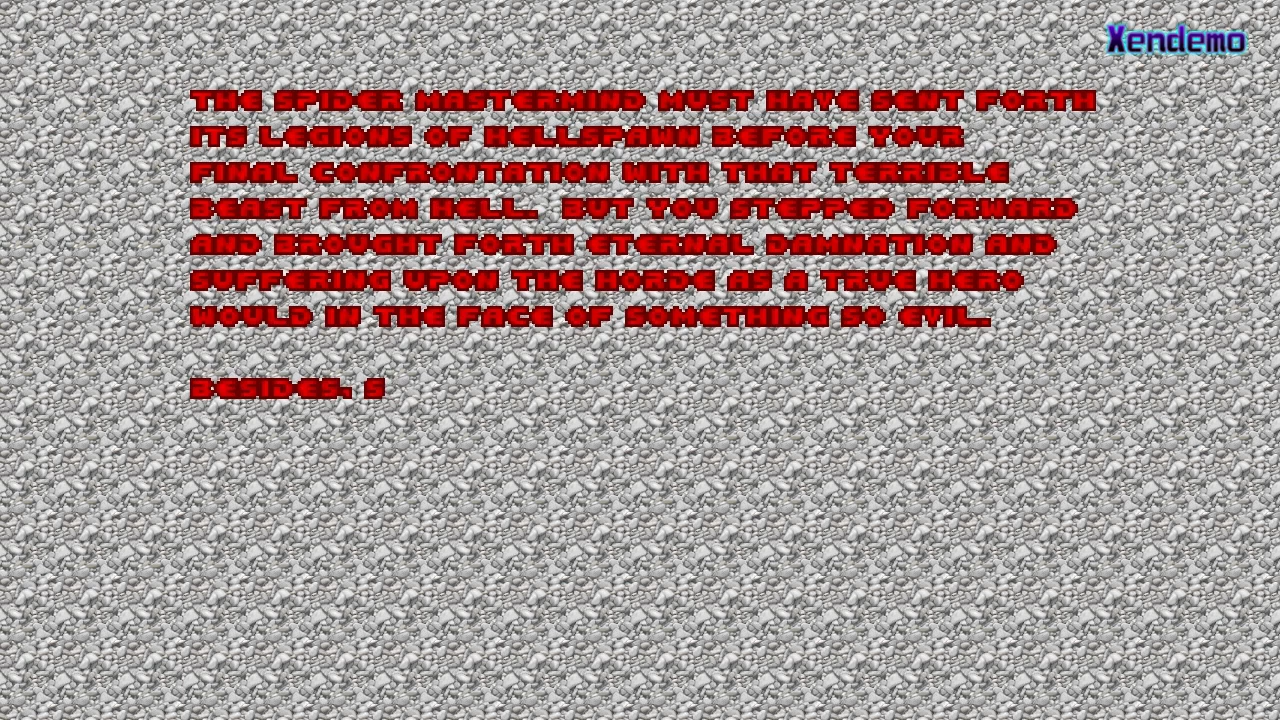 Xendemo
THE SPIDER MASTERMIND MUST HAVE SENT FORTH
ITS LEGIONS OF HELLSPAWN BEFORE YOUR
FINAL CONFRONTATION WITH THAT TERRIBLE
BEAST FROM HELL. BUT YOU STEPPED FORWARD
AND BROUGHT FORTH ETERNAL DAMNATION AND
SUFFERING UPON THE HORDE AS A TRUE HERO
WOULD IN THE FACE OF SOMETHING SO EVIL.
BESIDES, S